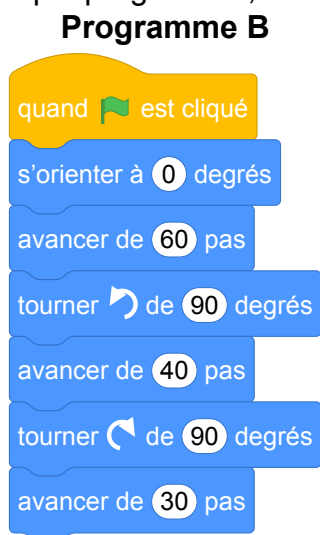 Programme B
quand est cliqué
s'orienter à 0 degrés
avancer de 60 pas
tourner de 90 degrés
avancer de 40 pas
tourner de 90 degrés
avancer de 30 pas